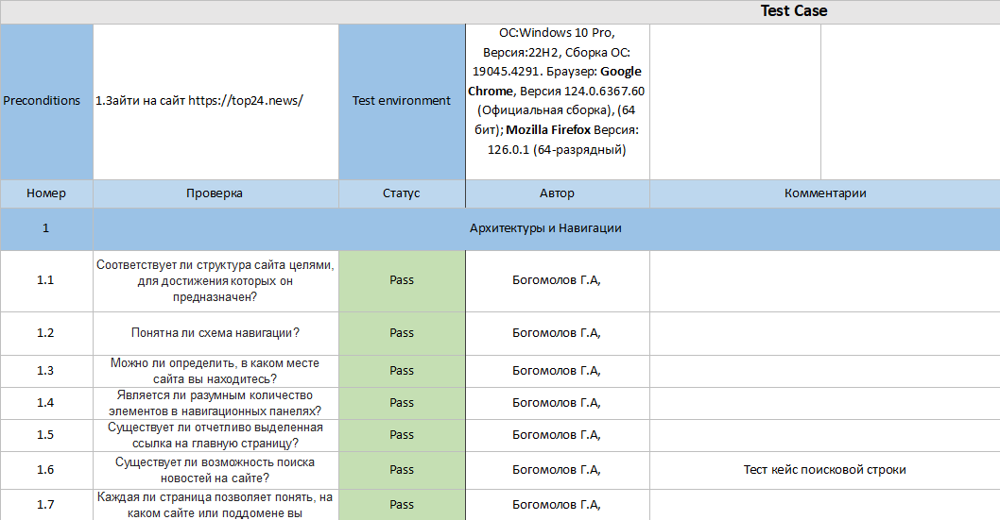 Test Case
Preconditions
1.Зайти на сайт https://top24.news/
Test environment
ОС:Windows 10 Pro,
Версия:22H2, Сборка ОС:
19045.4291. Браузер: Google
Chrome, Версия 124.0.6367.60
(Официальная сборка), (64
бит); Mozilla Firefox Версия:
126.0.1 (64-разрядный)
Номер Проверка Статус Автор Комментарии
1 Архитектуры и Навигации
1.1
Соответствует ли структура сайта целями,
для достижения которых он
предназначен?
Pass Богомолов Г.А,
1.2 Понятна ли схема навигации? Pass Богомолов Г.А,
1.3
Можно ли определить, в каком месте
сайта вы находитесь?
Pass Богомолов Г.А,
1.4
Является ли разумным количество
элементов в навигационных панелях?
Pass Богомолов Г.А,
1.5
Существует ли отчетливо выделенная
ссылка на главную страницу?
Pass Богомолов Г.А,
1.6
Существует ли возможность поиска
новостей на сайте?
Pass Богомолов Г.А, Тест кейс поисковой строки
1.7
Каждая ли страница позволяет понять, на
каком сайте или поддомене вы
Pass Богомолов Г.А,